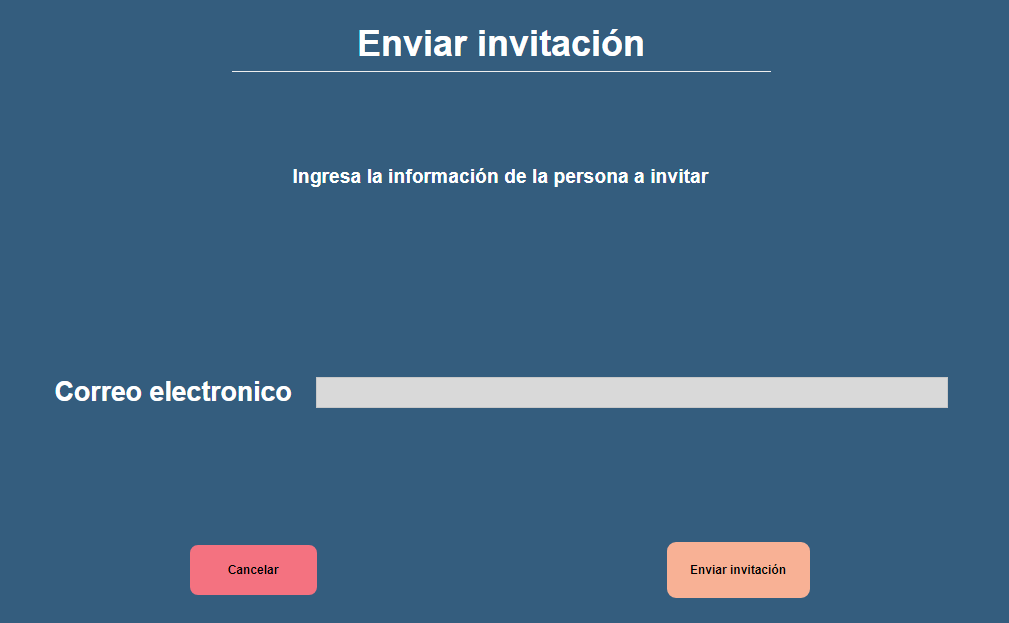 Enviar invitación
Ingresa la información de la persona a invitar
Correo electronico
Cancelar
Enviar invitación